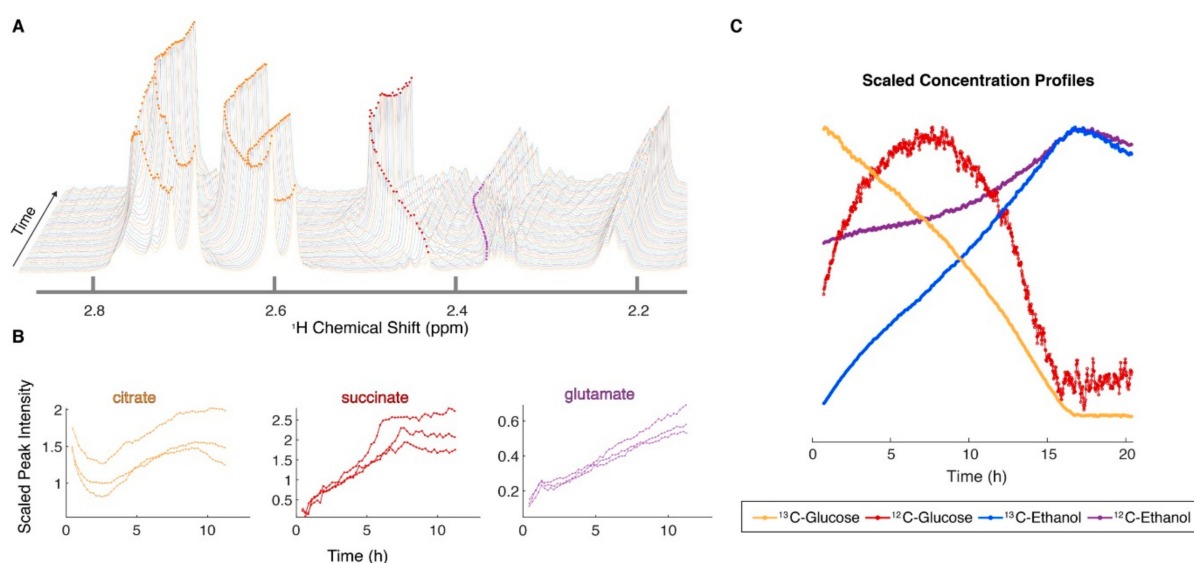 A
Time
2.8
2.6
2.4
2.2
¹H Chemical Shift (ppm)
B
Scaled Peak Intensity
citrate
2
1.5
1
0
5
10
succinate
2.5
2
1.5
1
0.5
0
5
10
glutamate
0.6
0.4
0.2
0
5
10
Time (h)
C
Scaled Concentration Profiles
0
5
10
15
20
Time (h)
¹³C-Glucose
¹²C-Glucose
¹³C-Ethanol
¹²C-Ethanol